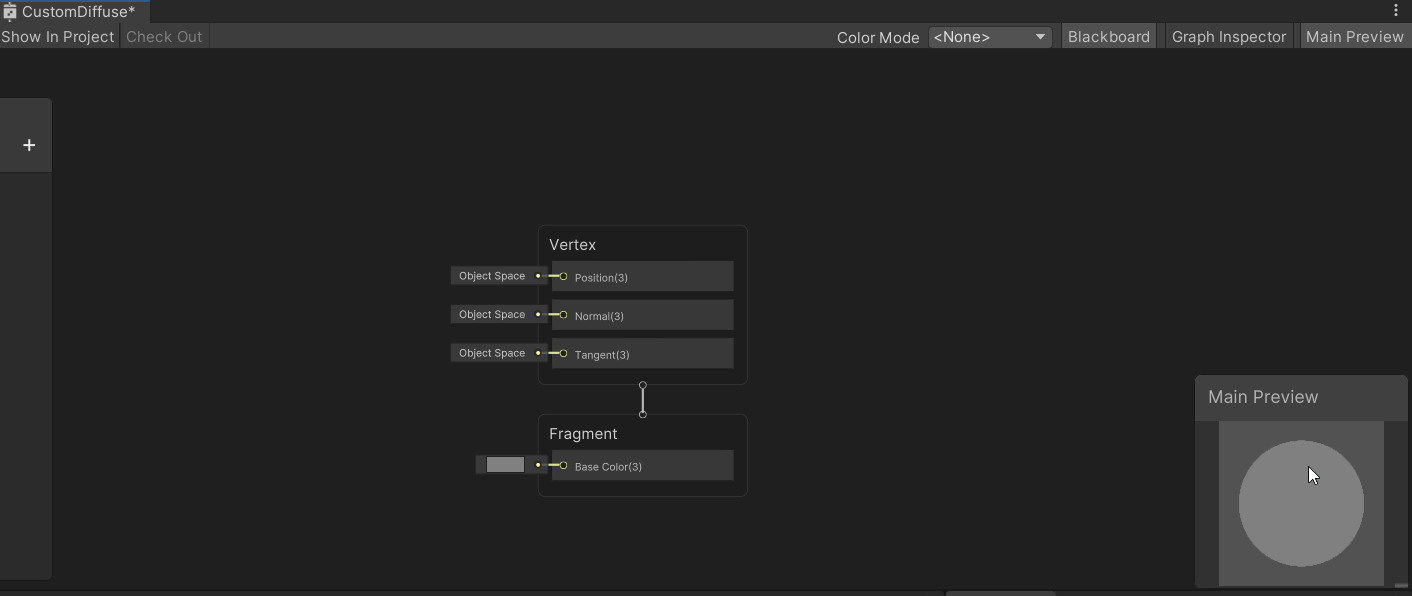 CustomDiffuse*
Show In Project Check Out Color Mode <None> Blackboard Graph Inspector Main Preview
+
Vertex
Object Space Position(3)
Object Space Normal(3)
Object Space Tangent(3)
Fragment
Base Color(3)
Main Preview